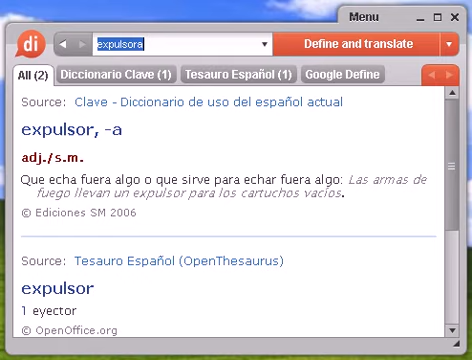 Menu
di
expulsora
Define and translate
All (2)
Diccionario Clave (1)
Tesauro Español (1)
Google Define
Source: Clave - Diccionario de uso del español actual
expulsor, -a
adj./s.m.
Que echa fuera algo o que sirve para echar fuera algo: Las armas de
fuego llevan un expulsor para los cartuchos vacíos.
© Ediciones SM 2006
Source: Tesauro Español (OpenThesaurus)
expulsor
1 eyector
© OpenOffice.org